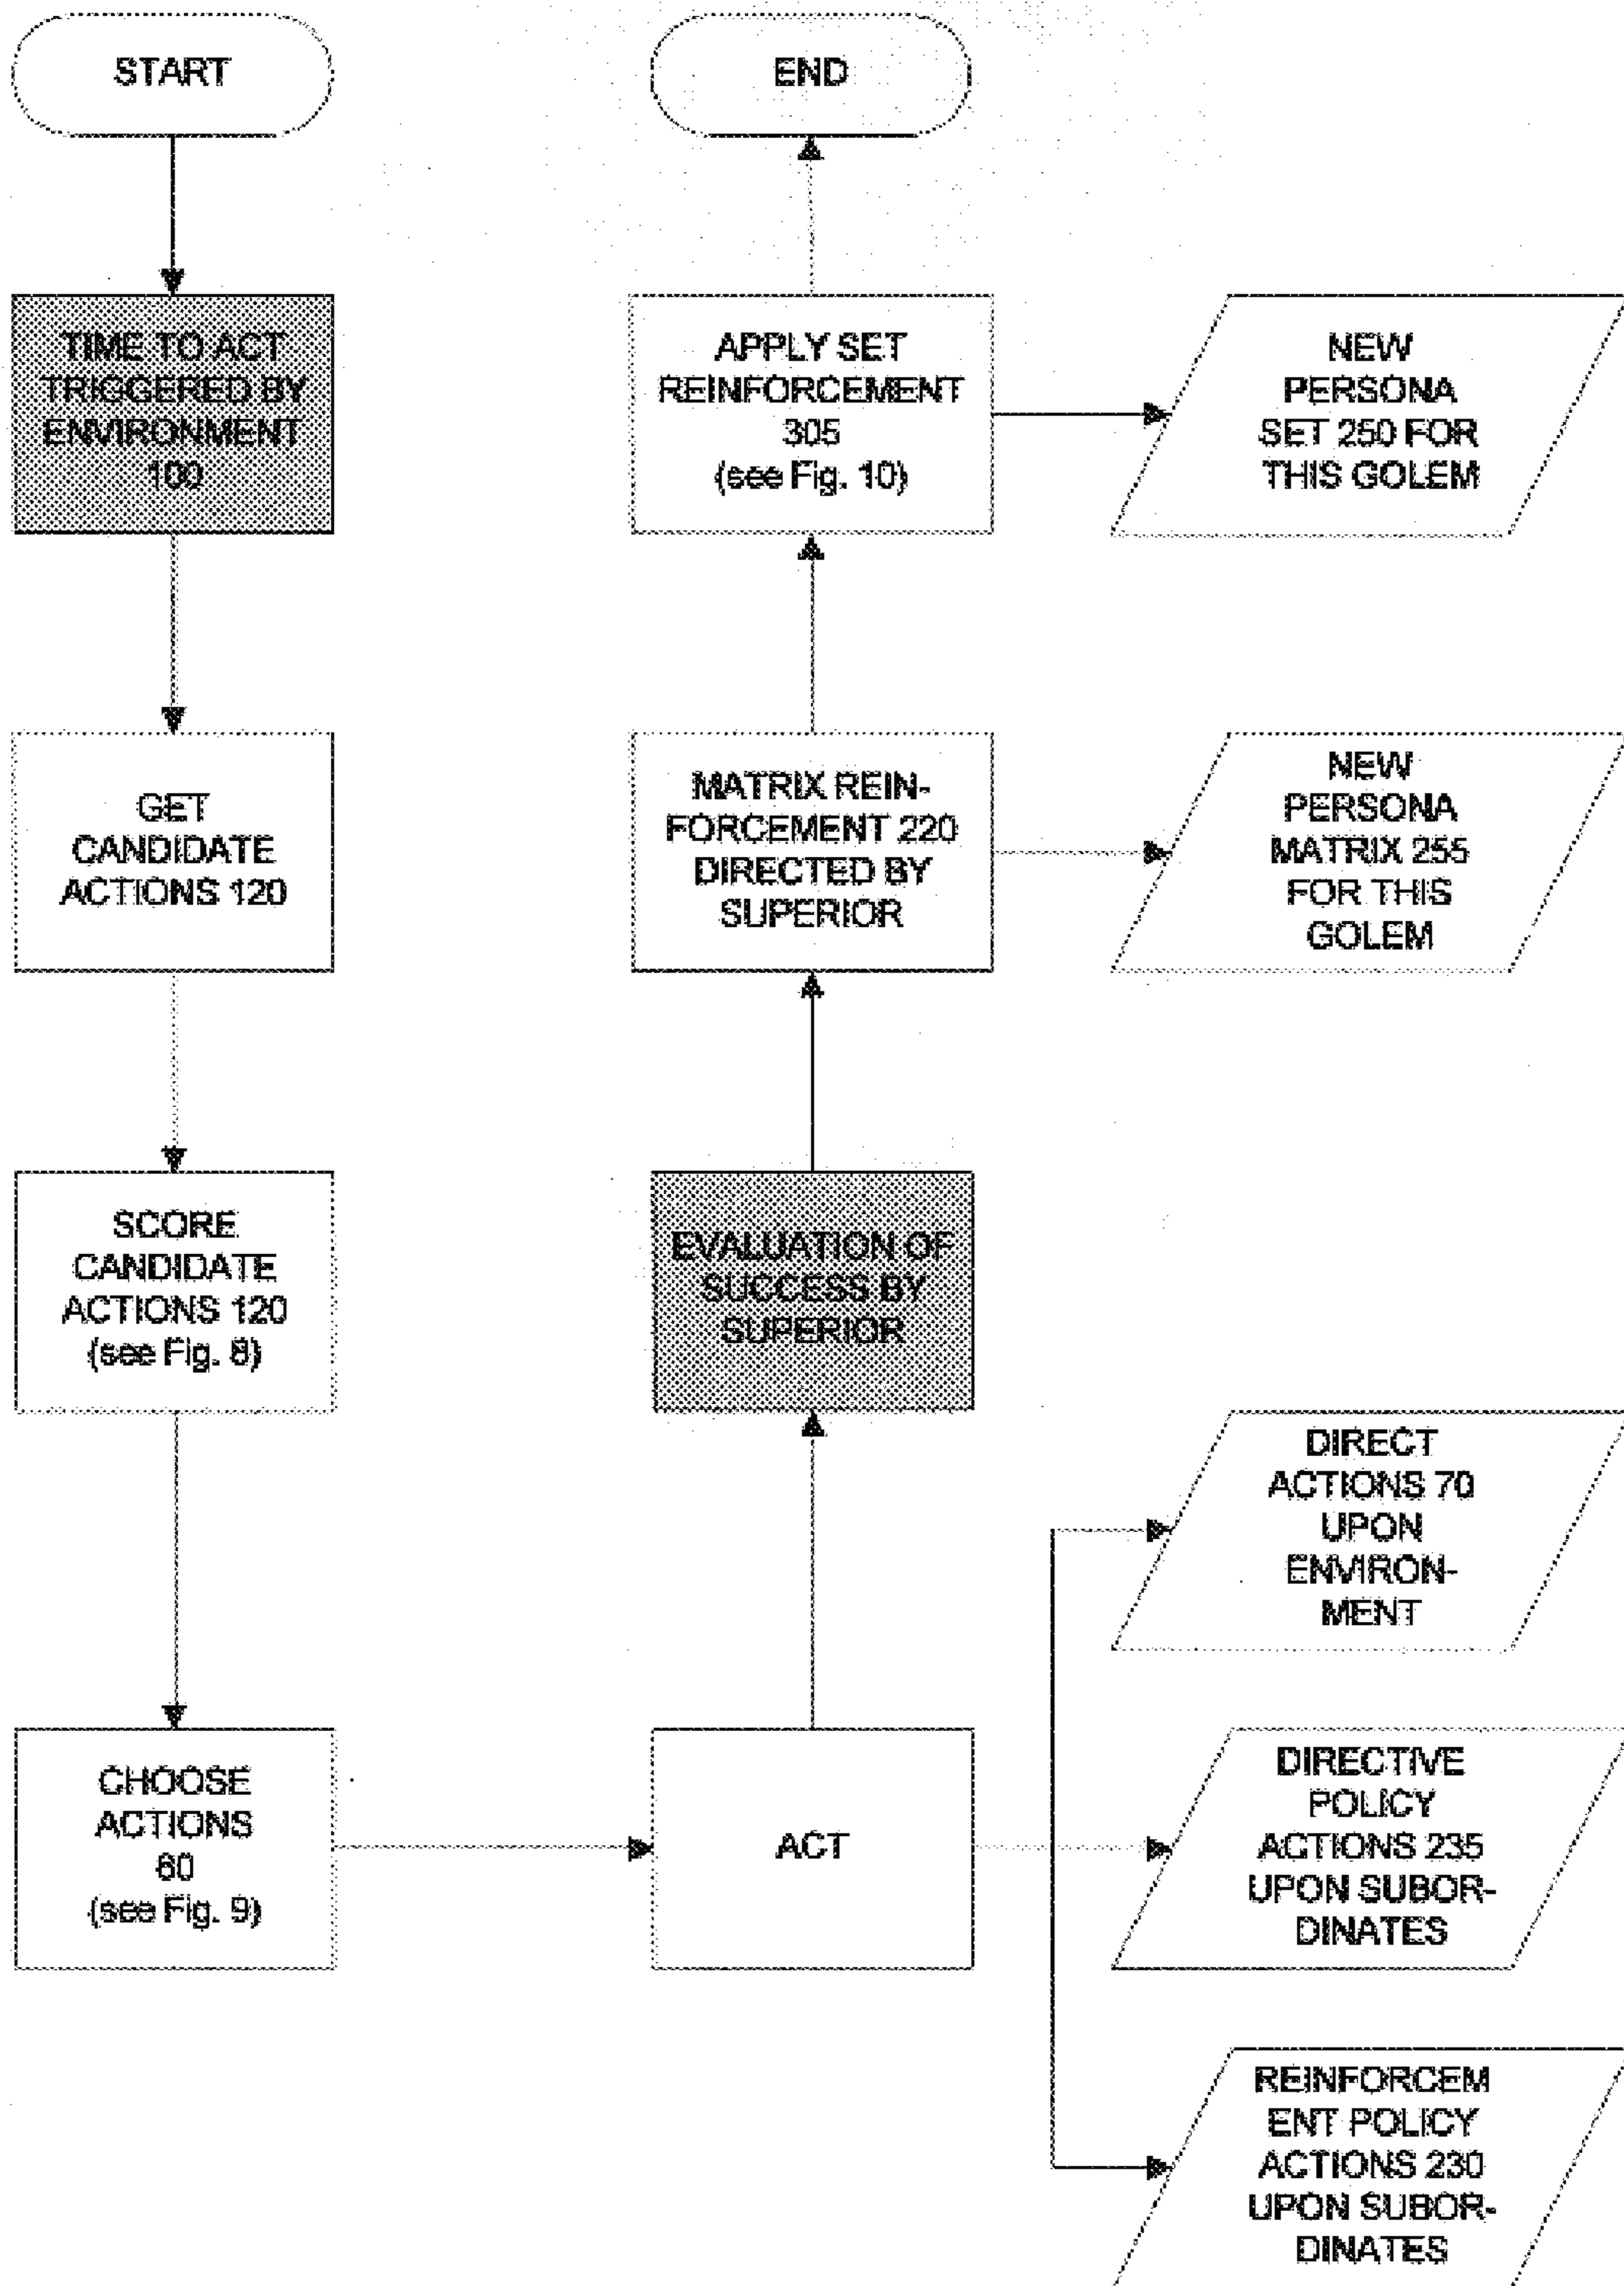 START
TIME TO ACT
TRIGGERED BY
ENVIRONMENT
100
GET
CANDIDATE
ACTIONS 120
SCORE
CANDIDATE
ACTIONS 120
(see Fig. 8)
CHOOSE
ACTIONS
60
(see Fig. 9)
ACT
DIRECT
ACTIONS 70
UPON
ENVIRON-
MENT
DIRECTIVE
POLICY
ACTIONS 235
UPON SUBOR-
DINATES
REINFORCEM
ENT POLICY
ACTIONS 230
UPON SUBOR-
DINATES
EVALUATION OF
SUCCESS BY
SUPERIOR
MATRIX REIN-
FORCEMENT 220
DIRECTED BY
SUPERIOR
NEW
PERSONA
MATRIX 255
FOR THIS
GOLEM
APPLY SET
REINFORCEMENT
305
(see Fig. 10)
NEW
PERSONA
SET 250 FOR
THIS GOLEM
END